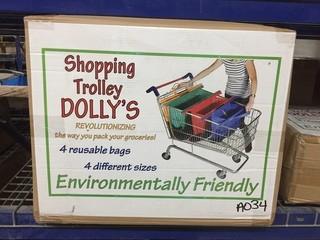 Shopping
Trolley
DOLLY'S
REVOLUTIONIZING
the way you pack your groceries!
4 reusable bags
4 different sizes
Environmentally Friendly
A034